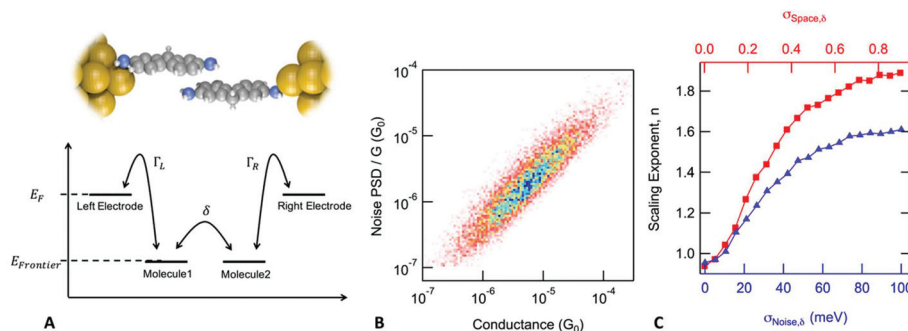 Γ_L
Γ_R
E_F
Left Electrode
Right Electrode
δ
E_Frontier
Molecule1
Molecule2
A
10⁻⁴
10⁻⁵
10⁻⁶
10⁻⁷
Noise PSD / G (G₀)
10⁻⁷
10⁻⁶
10⁻⁵
10⁻⁴
Conductance (G₀)
B
σ_Space,δ
0.0 0.2 0.4 0.6 0.8
1.8
1.6
1.4
1.2
1.0
Scaling Exponent, n
0 20 40 60 80 100
σ_Noise,δ (meV)
C